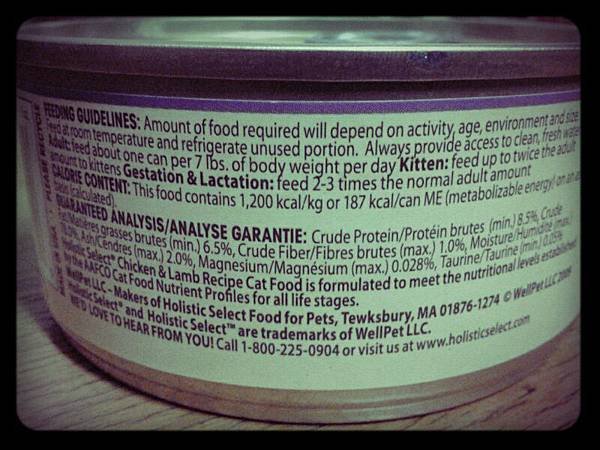 FEEDING GUIDELINES: Amount of food required will depend on activity, age, environment and size.
Feed at room temperature and refrigerate unused portion. Always provide access to clean, fresh water.
Adult: feed about one can per 7 lbs. of body weight per day Kitten: feed up to twice the adult
amount to kittens Gestation & Lactation: feed 2-3 times the normal adult amount
CALORIE CONTENT: This food contains 1,200 kcal/kg or 187 kcal/can ME (metabolizable energy) on an as
(calculated).
GUARANTEED ANALYSIS/ANALYSE GARANTIE: Crude Protein/Protéin brutes (min.) 8.5%, Crude
Fat/Matières grasses brutes (min.) 6.5%, Crude Fiber/Fibres brutes (max.) 1.0%, Moisture/Humidité (max.)
Ash/Cendres (max.) 2.0%, Magnesium/Magnésium (max.) 0.028%, Taurine/Taurine (min.) 0.05%.
Holistic Select® Chicken & Lamb Recipe Cat Food is formulated to meet the nutritional levels established
by the AAFCO Cat Food Nutrient Profiles for all life stages.
WellPet LLC - Makers of Holistic Select Food for Pets, Tewksbury, MA 01876-1274 © WellPet LLC 2009
Holistic Select® and Holistic Select™ are trademarks of WellPet LLC.
WE'D LOVE TO HEAR FROM YOU! Call 1-800-225-0904 or visit us at www.holisticselect.com
PLEASE RECYCLE